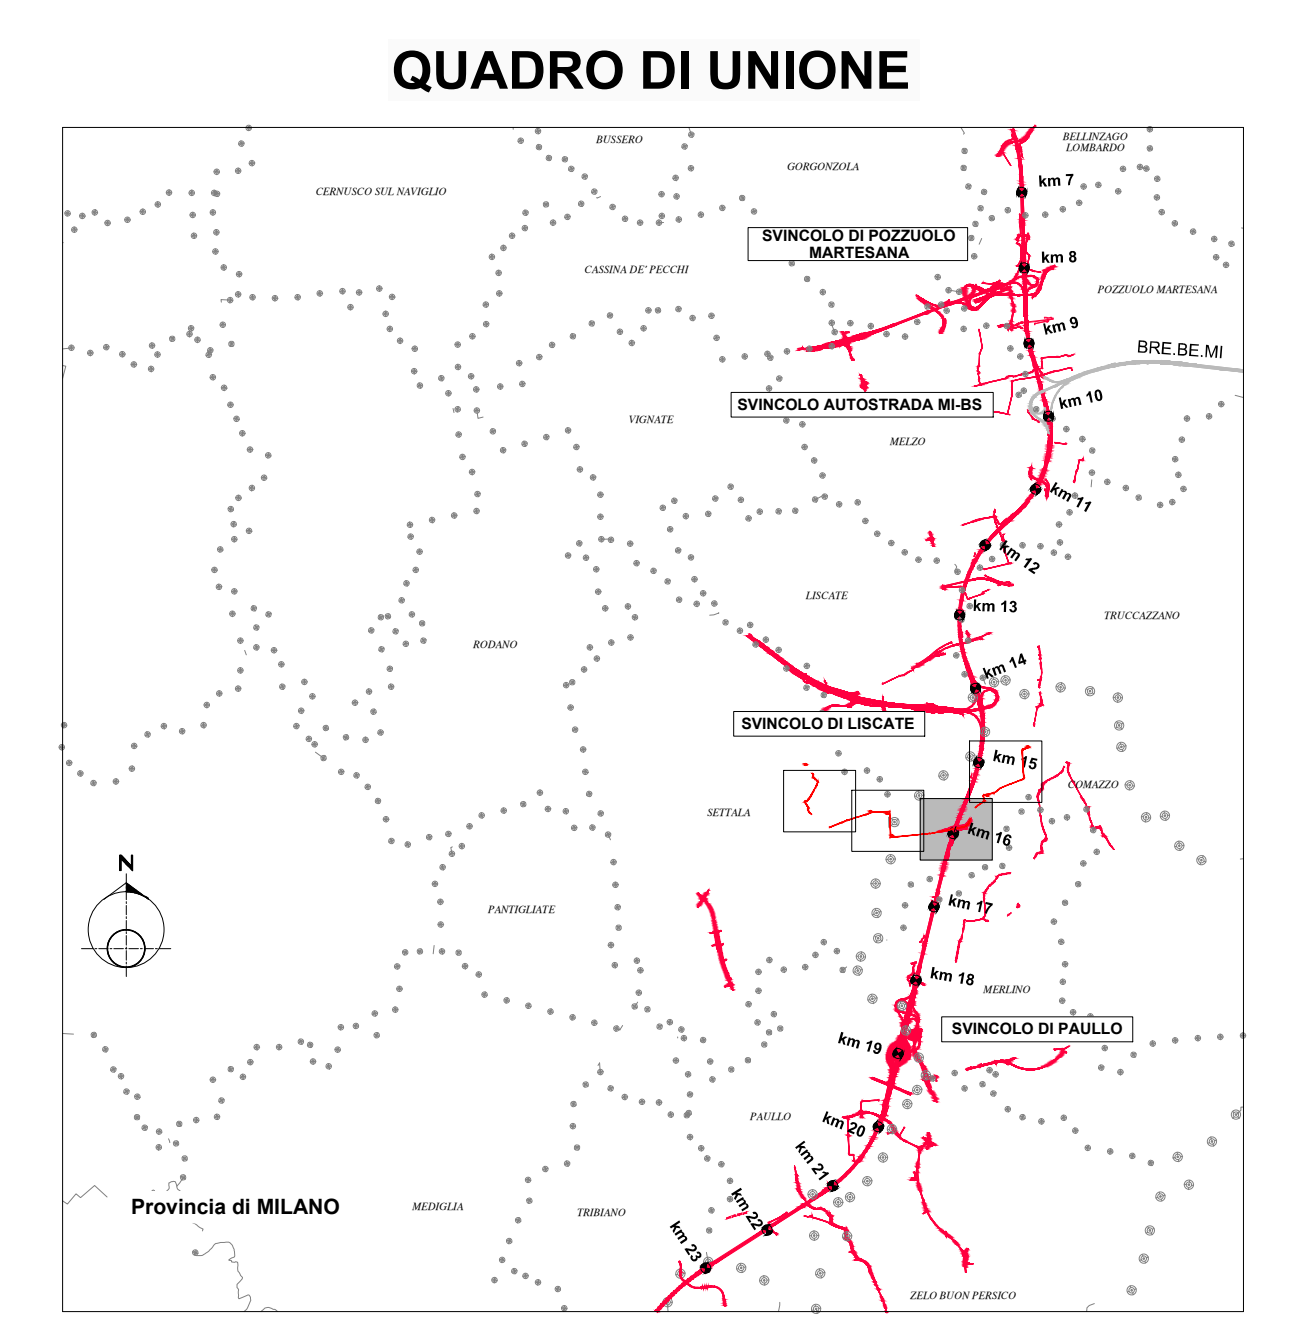 QUADRO DI UNIONE
BUSSERO
BELLINZAGO
LOMBARDO
GORGONZOLA
CERNUSCO SUL NAVIGLIO
km 7
SVINCOLO DI POZZUOLO
MARTESANA
km 8
CASSINA DE' PECCHI
POZZUOLO MARTESANA
km 9
BRE.BE.MI
SVINCOLO AUTOSTRADA MI-BS
km 10
VIGNATE
MELZO
km 11
km 12
LISCATE
km 13
TRUCCAZZANO
RODANO
km 14
SVINCOLO DI LISCATE
km 15
COMAZZO
SETTALA
km 16
N
PANTIGLIATE
km 17
km 18
MERLINO
SVINCOLO DI PAULLO
km 19
PAULLO
km 20
km 21
Provincia di MILANO
MEDIGLIA
TRIBIANO
km 22
km 23
ZELO BUON PERSICO